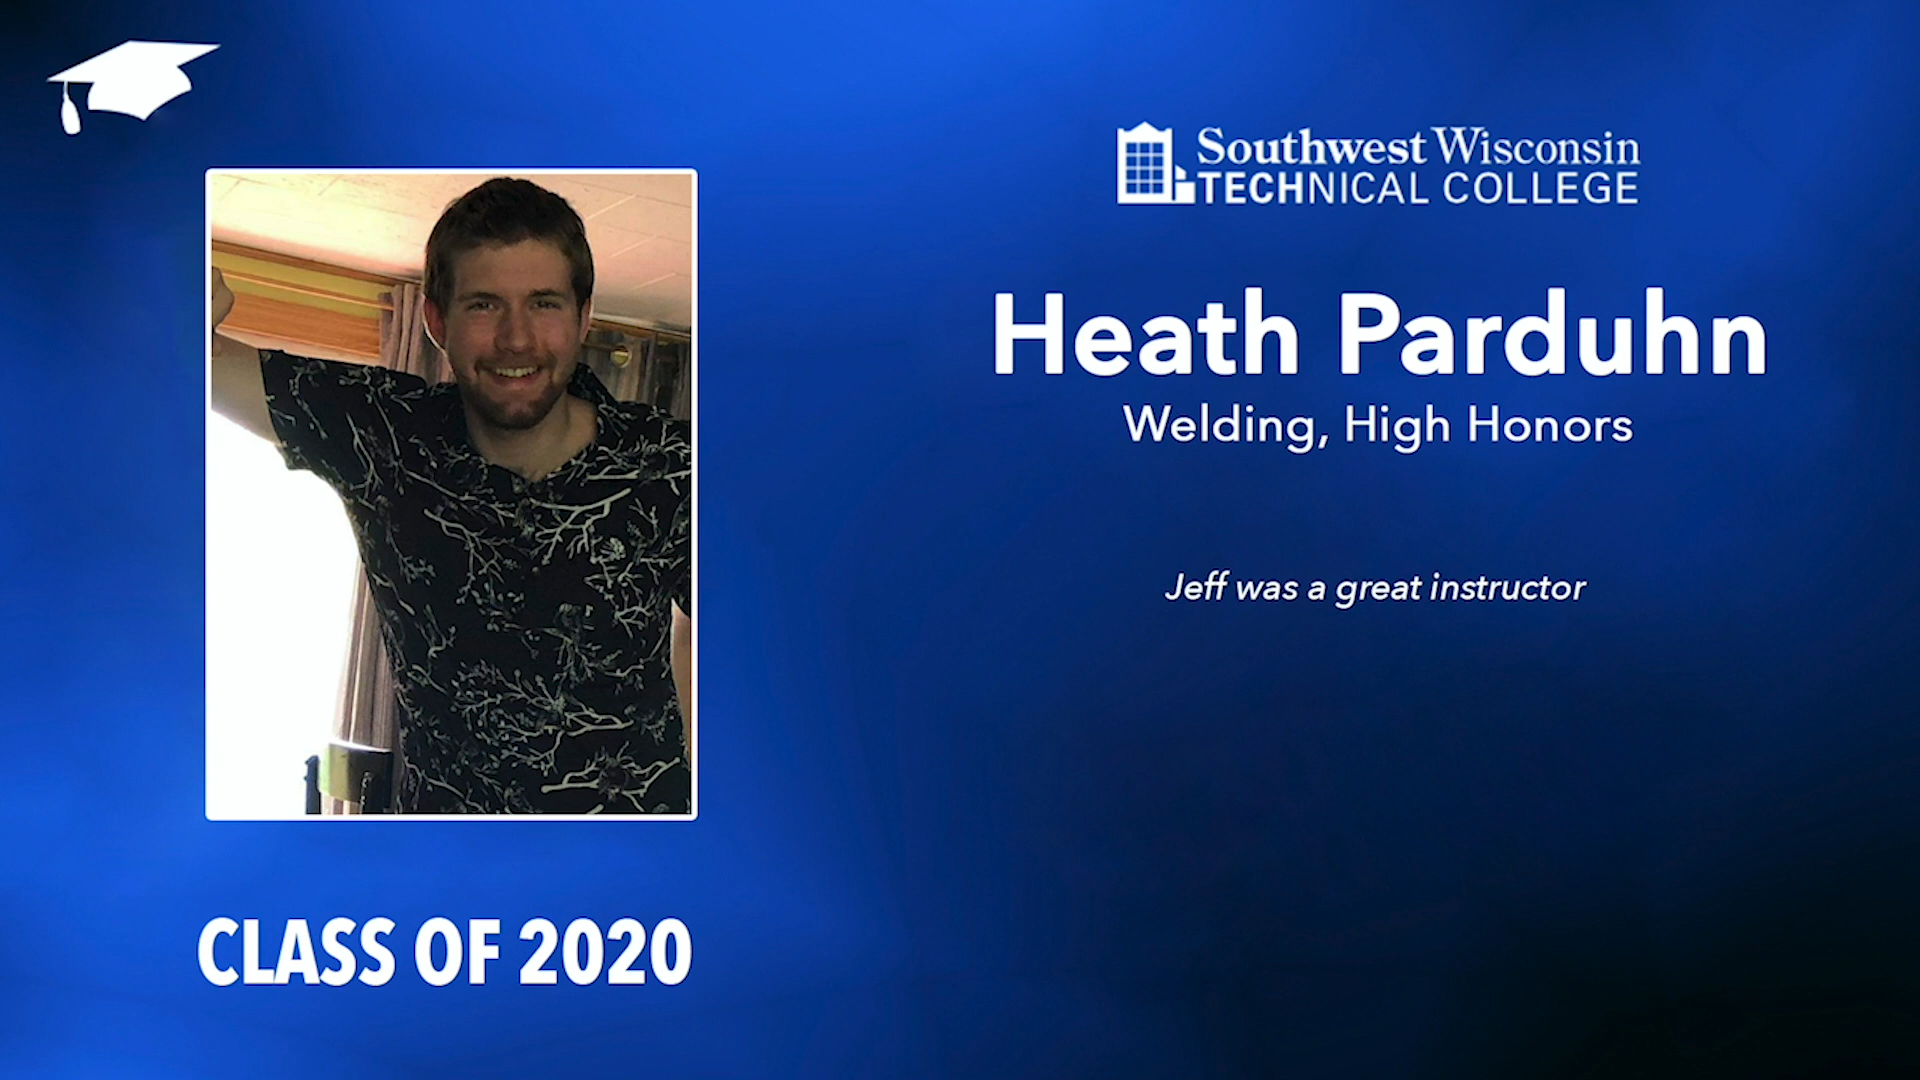 Southwest Wisconsin
TECHNICAL COLLEGE
Heath Parduhn
Welding, High Honors
Jeff was a great instructor
CLASS OF 2020